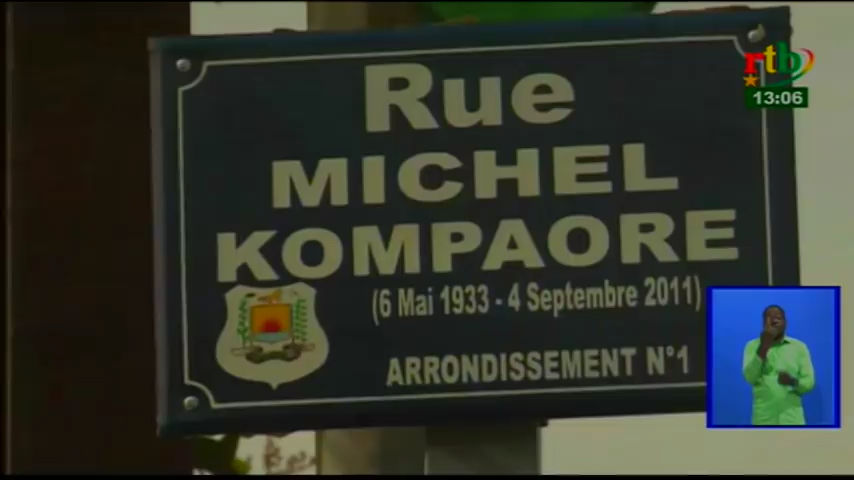 Rue
MICHEL
KOMPAORE
(6 Mai 1933 - 4 Septembre 2011)
ARRONDISSEMENT N°1
rtb
13:06